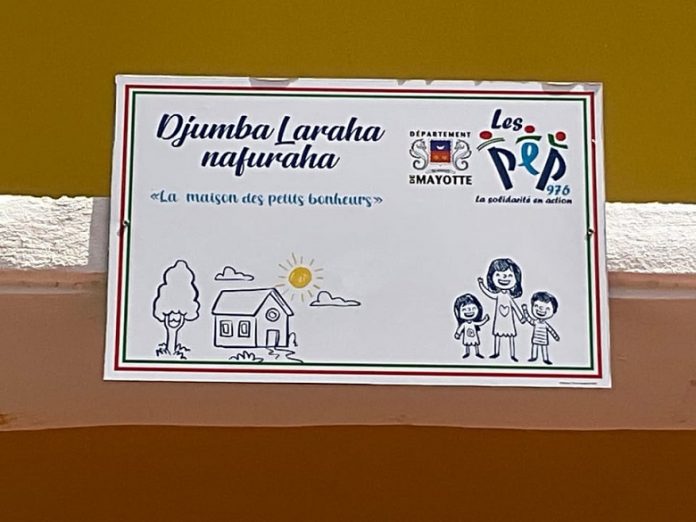 Djumba Laraha
nafuraha
«La maison des petits bonheurs»
DÉPARTEMENT
DE MAYOTTE
Les
PEP
976
La solidarité en action